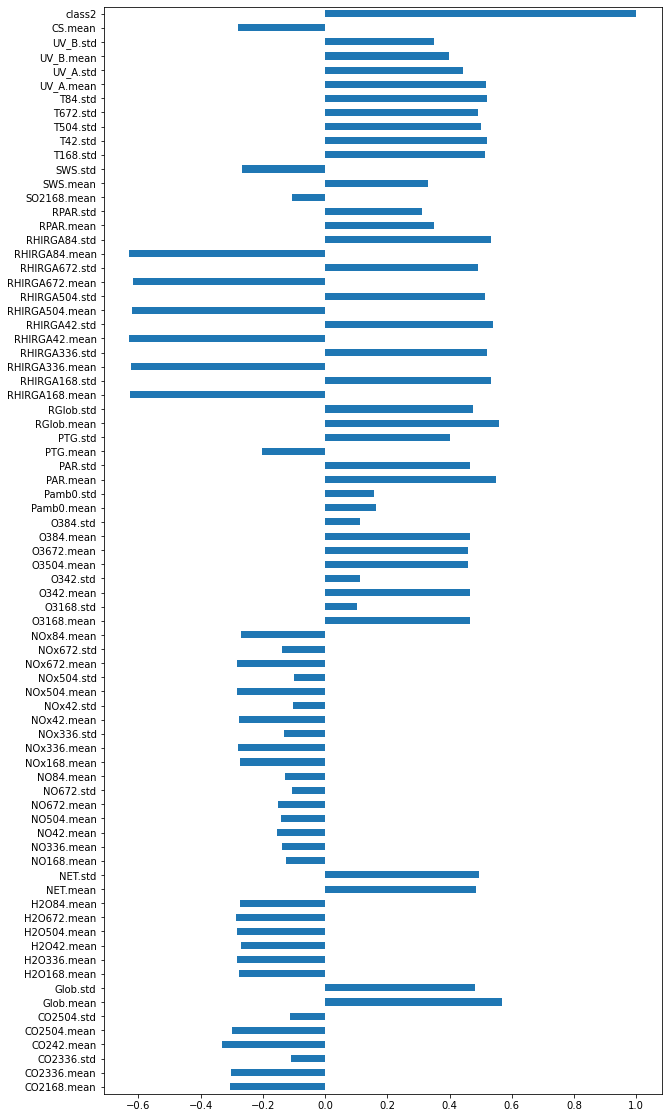 class2
CS.mean
UV_B.std
UV_B.mean
UV_A.std
UV_A.mean
T84.std
T672.std
T504.std
T42.std
T168.std
SWS.std
SWS.mean
SO2168.mean
RPAR.std
RPAR.mean
RHIRGA84.std
RHIRGA84.mean
RHIRGA672.std
RHIRGA672.mean
RHIRGA504.std
RHIRGA504.mean
RHIRGA42.std
RHIRGA42.mean
RHIRGA336.std
RHIRGA336.mean
RHIRGA168.std
RHIRGA168.mean
RGlob.std
RGlob.mean
PTG.std
PTG.mean
PAR.std
PAR.mean
Pamb0.std
Pamb0.mean
O384.std
O384.mean
O3672.mean
O3504.mean
O342.std
O342.mean
O3168.std
O3168.mean
NOx84.mean
NOx672.std
NOx672.mean
NOx504.std
NOx504.mean
NOx42.std
NOx42.mean
NOx336.std
NOx336.mean
NOx168.mean
NO84.mean
NO672.std
NO672.mean
NO504.mean
NO42.mean
NO336.mean
NO168.mean
NET.std
NET.mean
H2O84.mean
H2O672.mean
H2O504.mean
H2O42.mean
H2O336.mean
H2O168.mean
Glob.std
Glob.mean
CO2504.std
CO2504.mean
CO242.mean
CO2336.std
CO2336.mean
CO2168.mean
−0.6 −0.4 −0.2 0.0 0.2 0.4 0.6 0.8 1.0